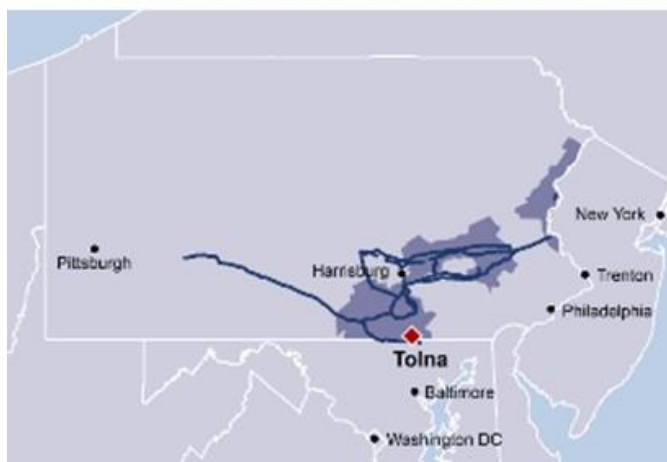 New York
Pittsburgh
Harrisburg
Trenton
Philadelphia
Tolna
Baltimore
Washington DC